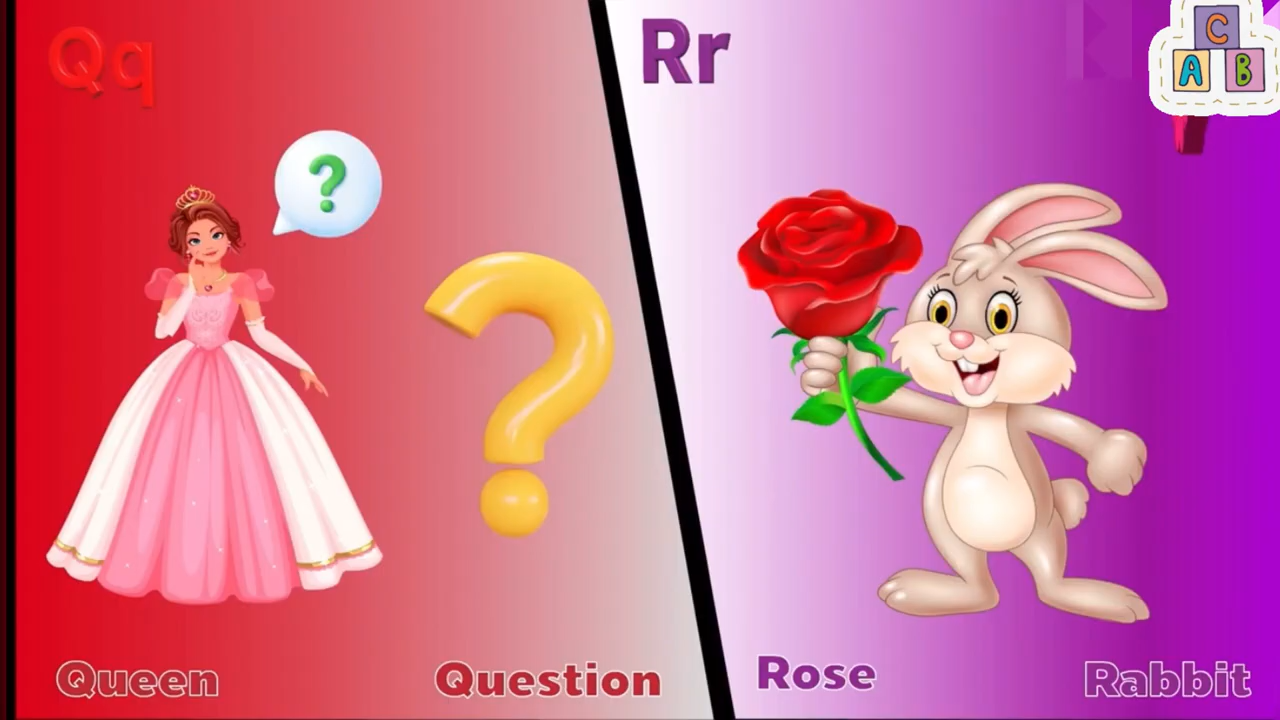 Qq
Rr
C
A B
?
?
Queen
Question
Rose
Rabbit